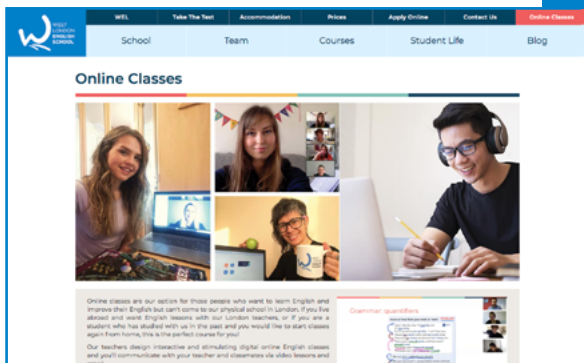 WEST
LONDON
ENGLISH
SCHOOL
WEL Take The Test Accommodation Prices Apply Online Contact Us Online Classes
School Team Courses Student Life Blog
Online Classes
Online classes are our option for those people who want to learn English and
improve their English but can't come to our physical school in London. If you live
abroad and want English lessons with our London teachers, or if you are a
student who has studied with us in the past and you would like to start classes
again from home, this is the perfect course for you!
Our teachers design interactive and stimulating digital online English classes
and you'll communicate with your teacher and classmates via video lessons and
Grammar: quantifiers